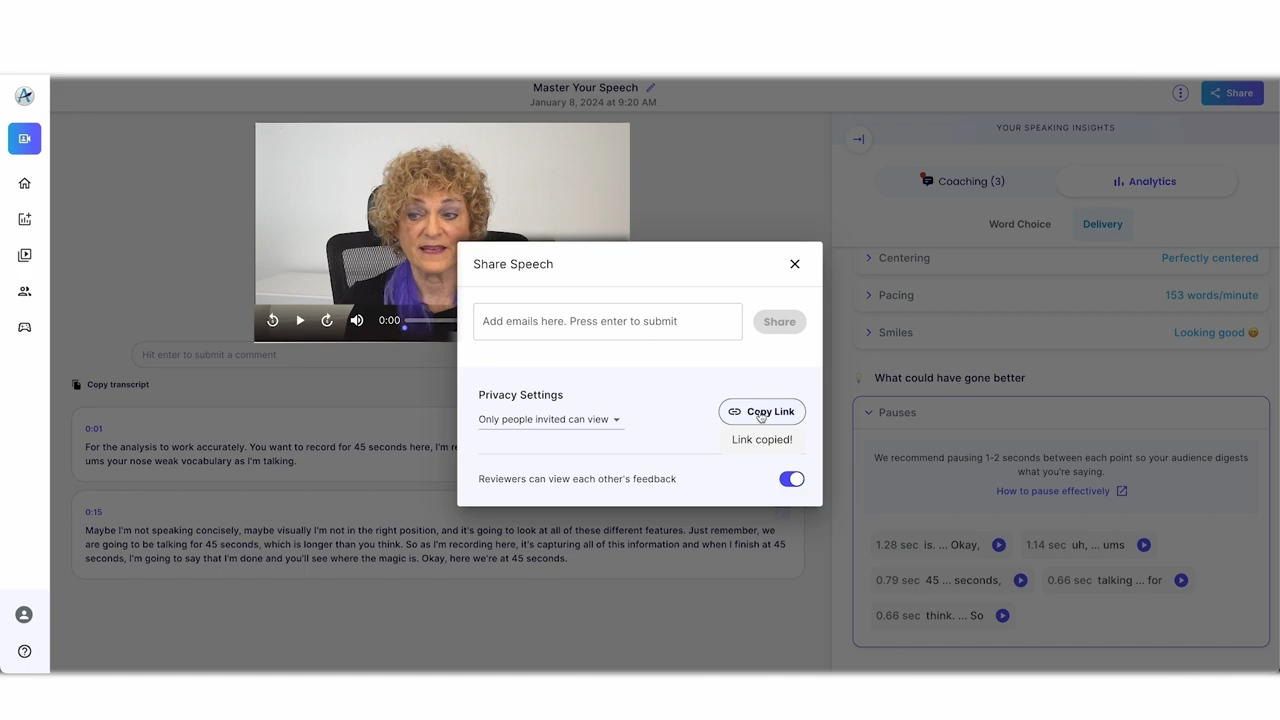 Master Your Speech
January 8, 2024 at 9:20 AM
Share
YOUR SPEAKING INSIGHTS
Coaching (3)
Analytics
Word Choice
Delivery
Centering
Perfectly centered
Pacing
153 words/minute
Smiles
Looking good
What could have gone better
Pauses
We recommend pausing 1-2 seconds between each point so your audience digests
what you're saying.
How to pause effectively
1.28 sec is. ... Okay,
1.14 sec uh, ... ums
0.79 sec 45 ... seconds,
0.66 sec talking ... for
0.66 sec think. ... So
0:00
Hit enter to submit a comment
Copy transcript
0:01
For the analysis to work accurately. You want to record for 45 seconds here, I'm
ums your nose weak vocabulary as I'm talking.
0:15
Maybe I'm not speaking concisely, maybe visually I'm not in the right position, and it's going to look at all of these different features. Just remember, we
are going to be talking for 45 seconds, which is longer than you think. So as I'm recording here, it's capturing all of this information and when I finish at 45
seconds, I'm going to say that I'm done and you'll see where the magic is. Okay, here we're at 45 seconds.
Share Speech
Add emails here. Press enter to submit
Share
Privacy Settings
Only people invited can view
Copy Link
Link copied!
Reviewers can view each other's feedback